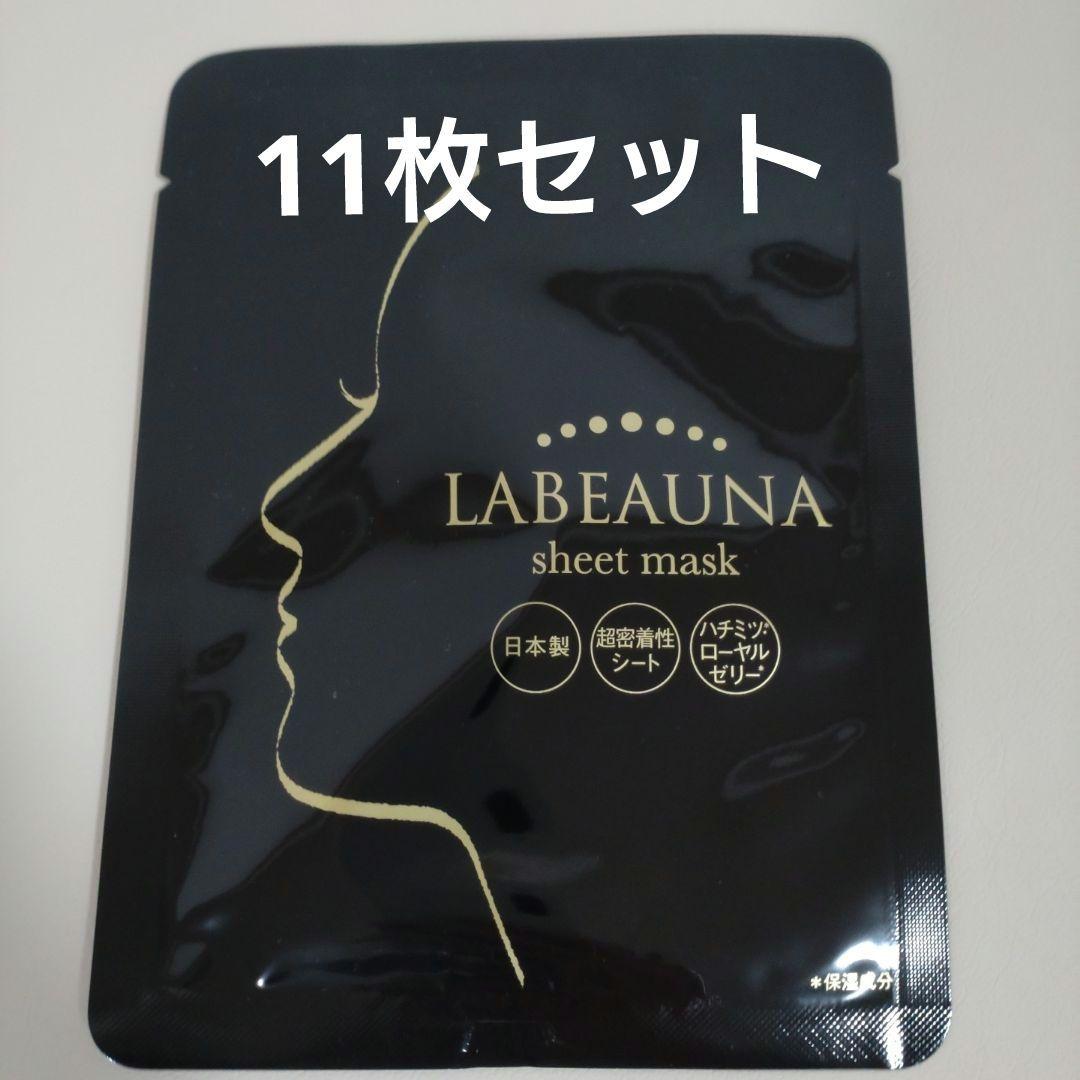 11枚セット
LABEAUNA
sheet mask
日本製
超密着性
シート
ハチミツ*
ローヤル
ゼリー*
*保湿成分